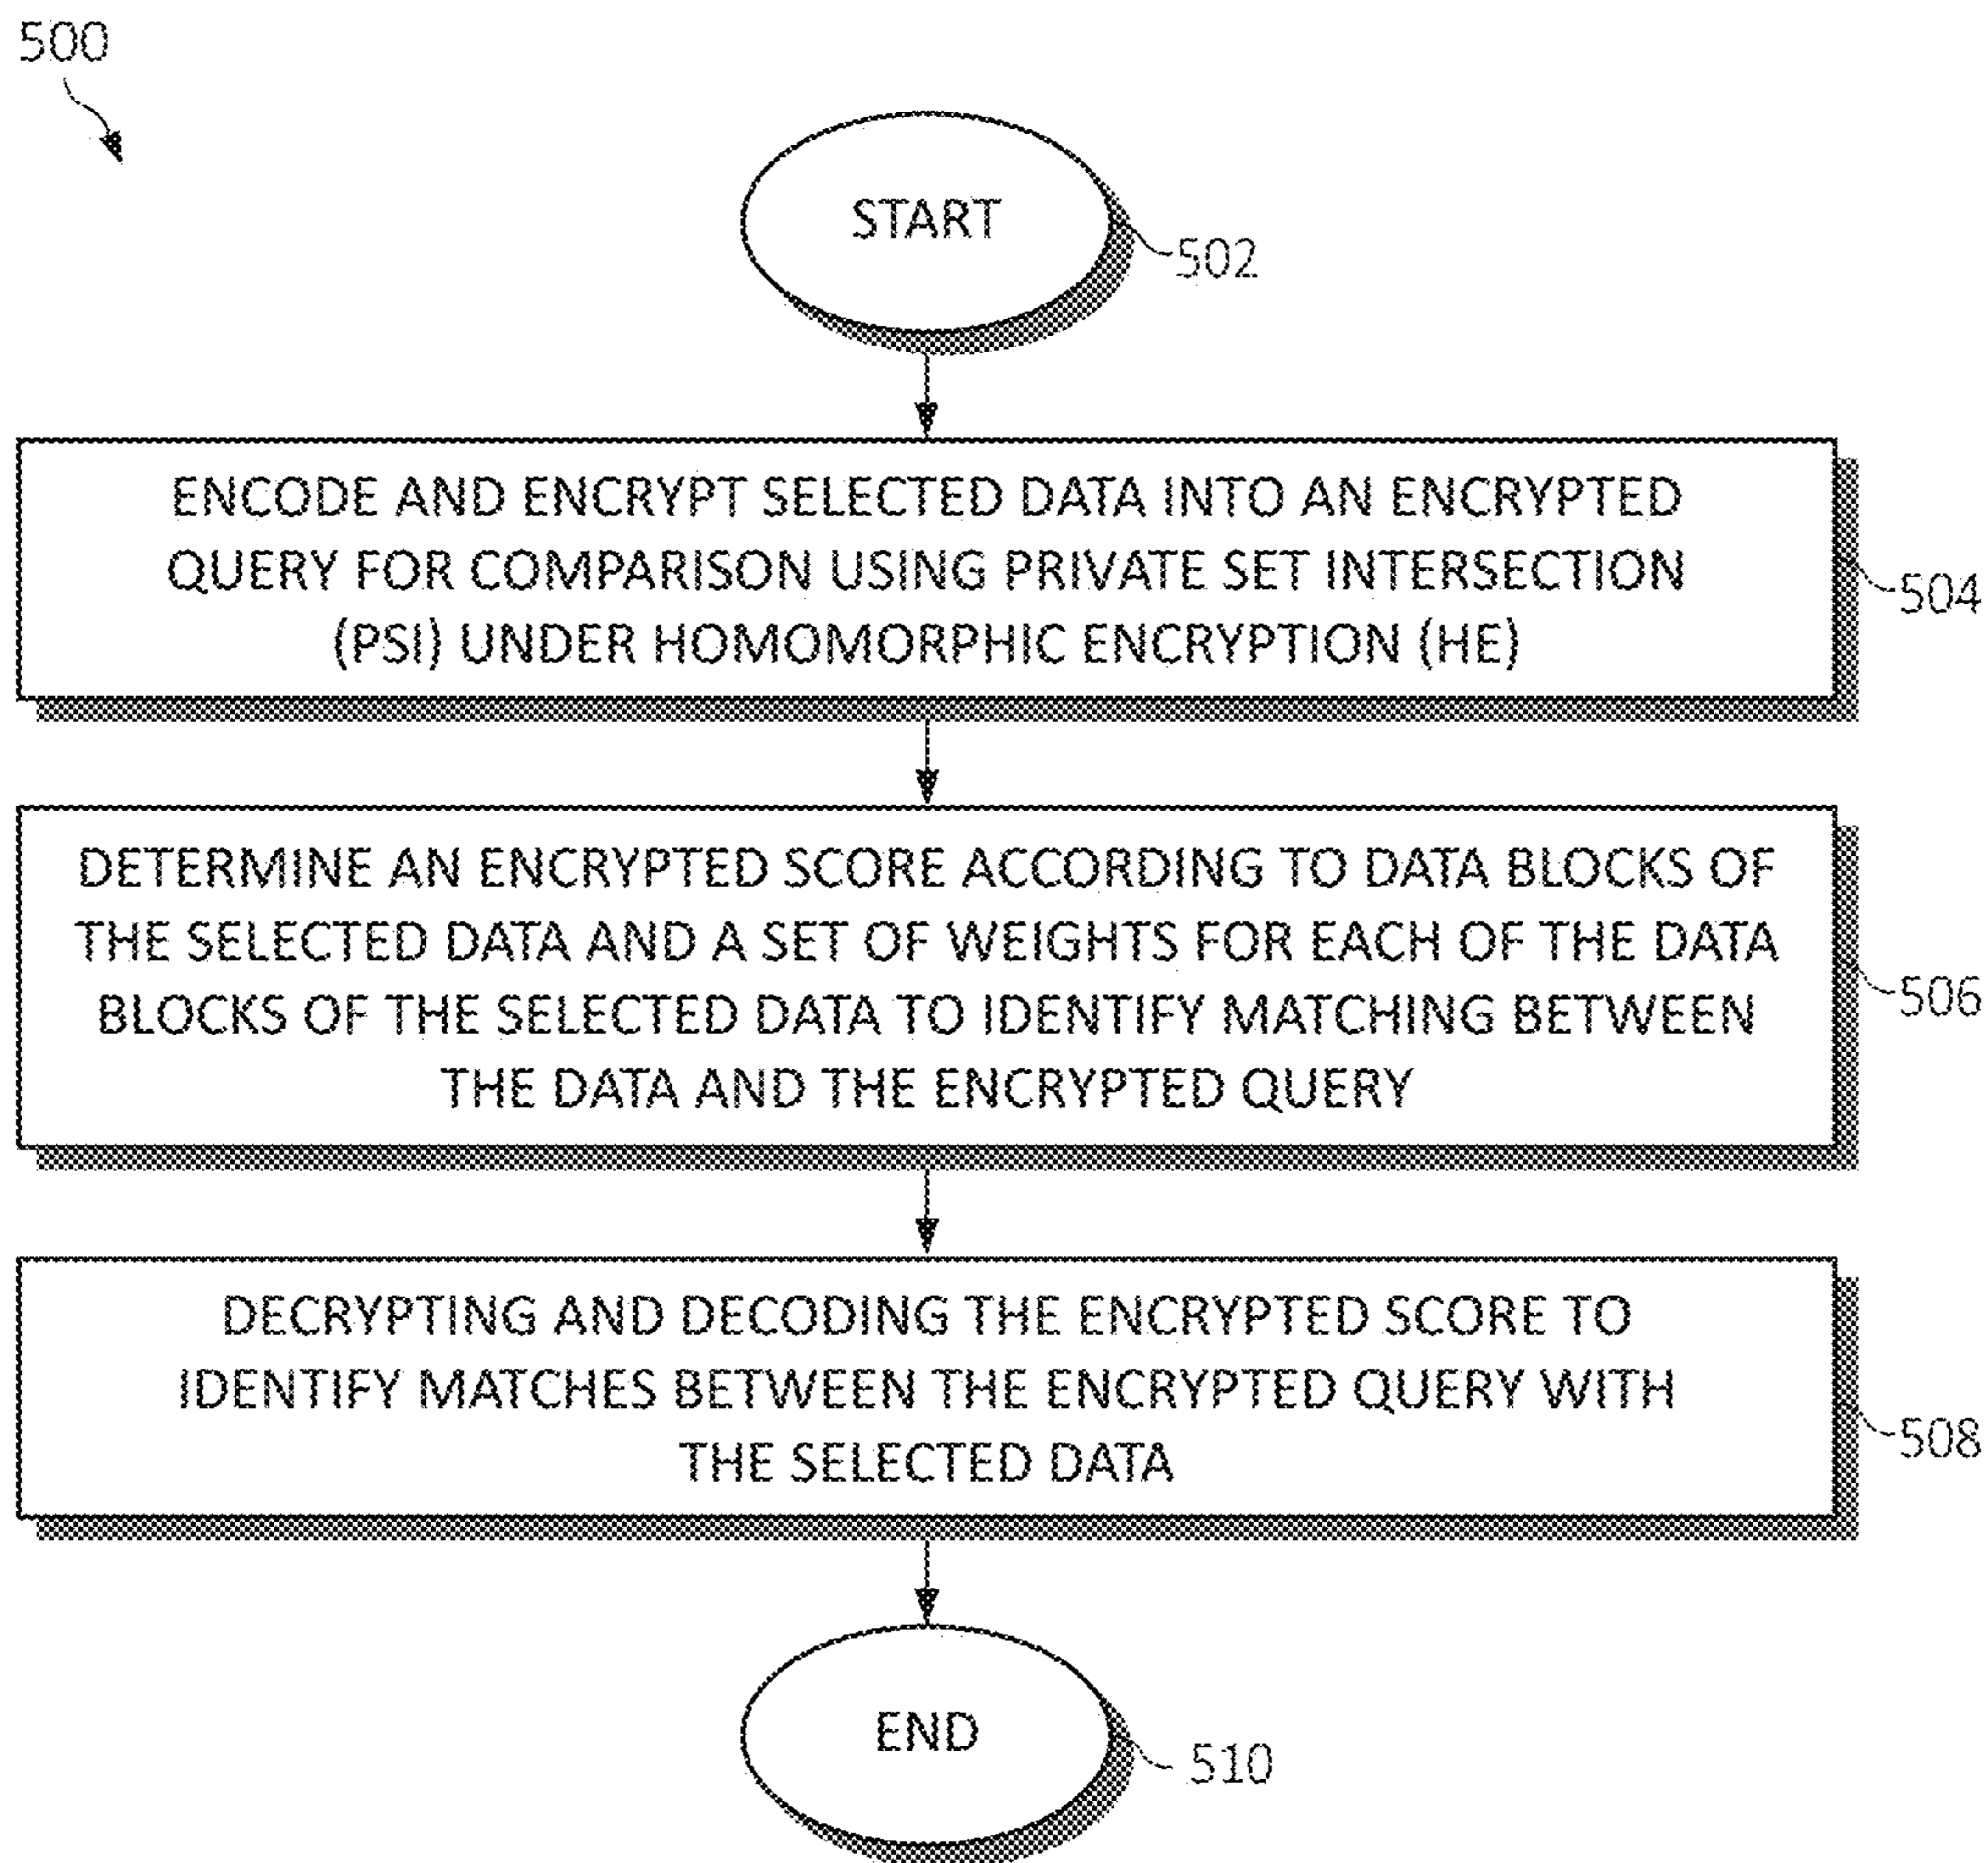 500
START
502
ENCODE AND ENCRYPT SELECTED DATA INTO AN ENCRYPTED
QUERY FOR COMPARISON USING PRIVATE SET INTERSECTION
(PSI) UNDER HOMOMORPHIC ENCRYPTION (HE)
504
DETERMINE AN ENCRYPTED SCORE ACCORDING TO DATA BLOCKS OF
THE SELECTED DATA AND A SET OF WEIGHTS FOR EACH OF THE DATA
BLOCKS OF THE SELECTED DATA TO IDENTIFY MATCHING BETWEEN
THE DATA AND THE ENCRYPTED QUERY
506
DECRYPTING AND DECODING THE ENCRYPTED SCORE TO
IDENTIFY MATCHES BETWEEN THE ENCRYPTED QUERY WITH
THE SELECTED DATA
508
END
510